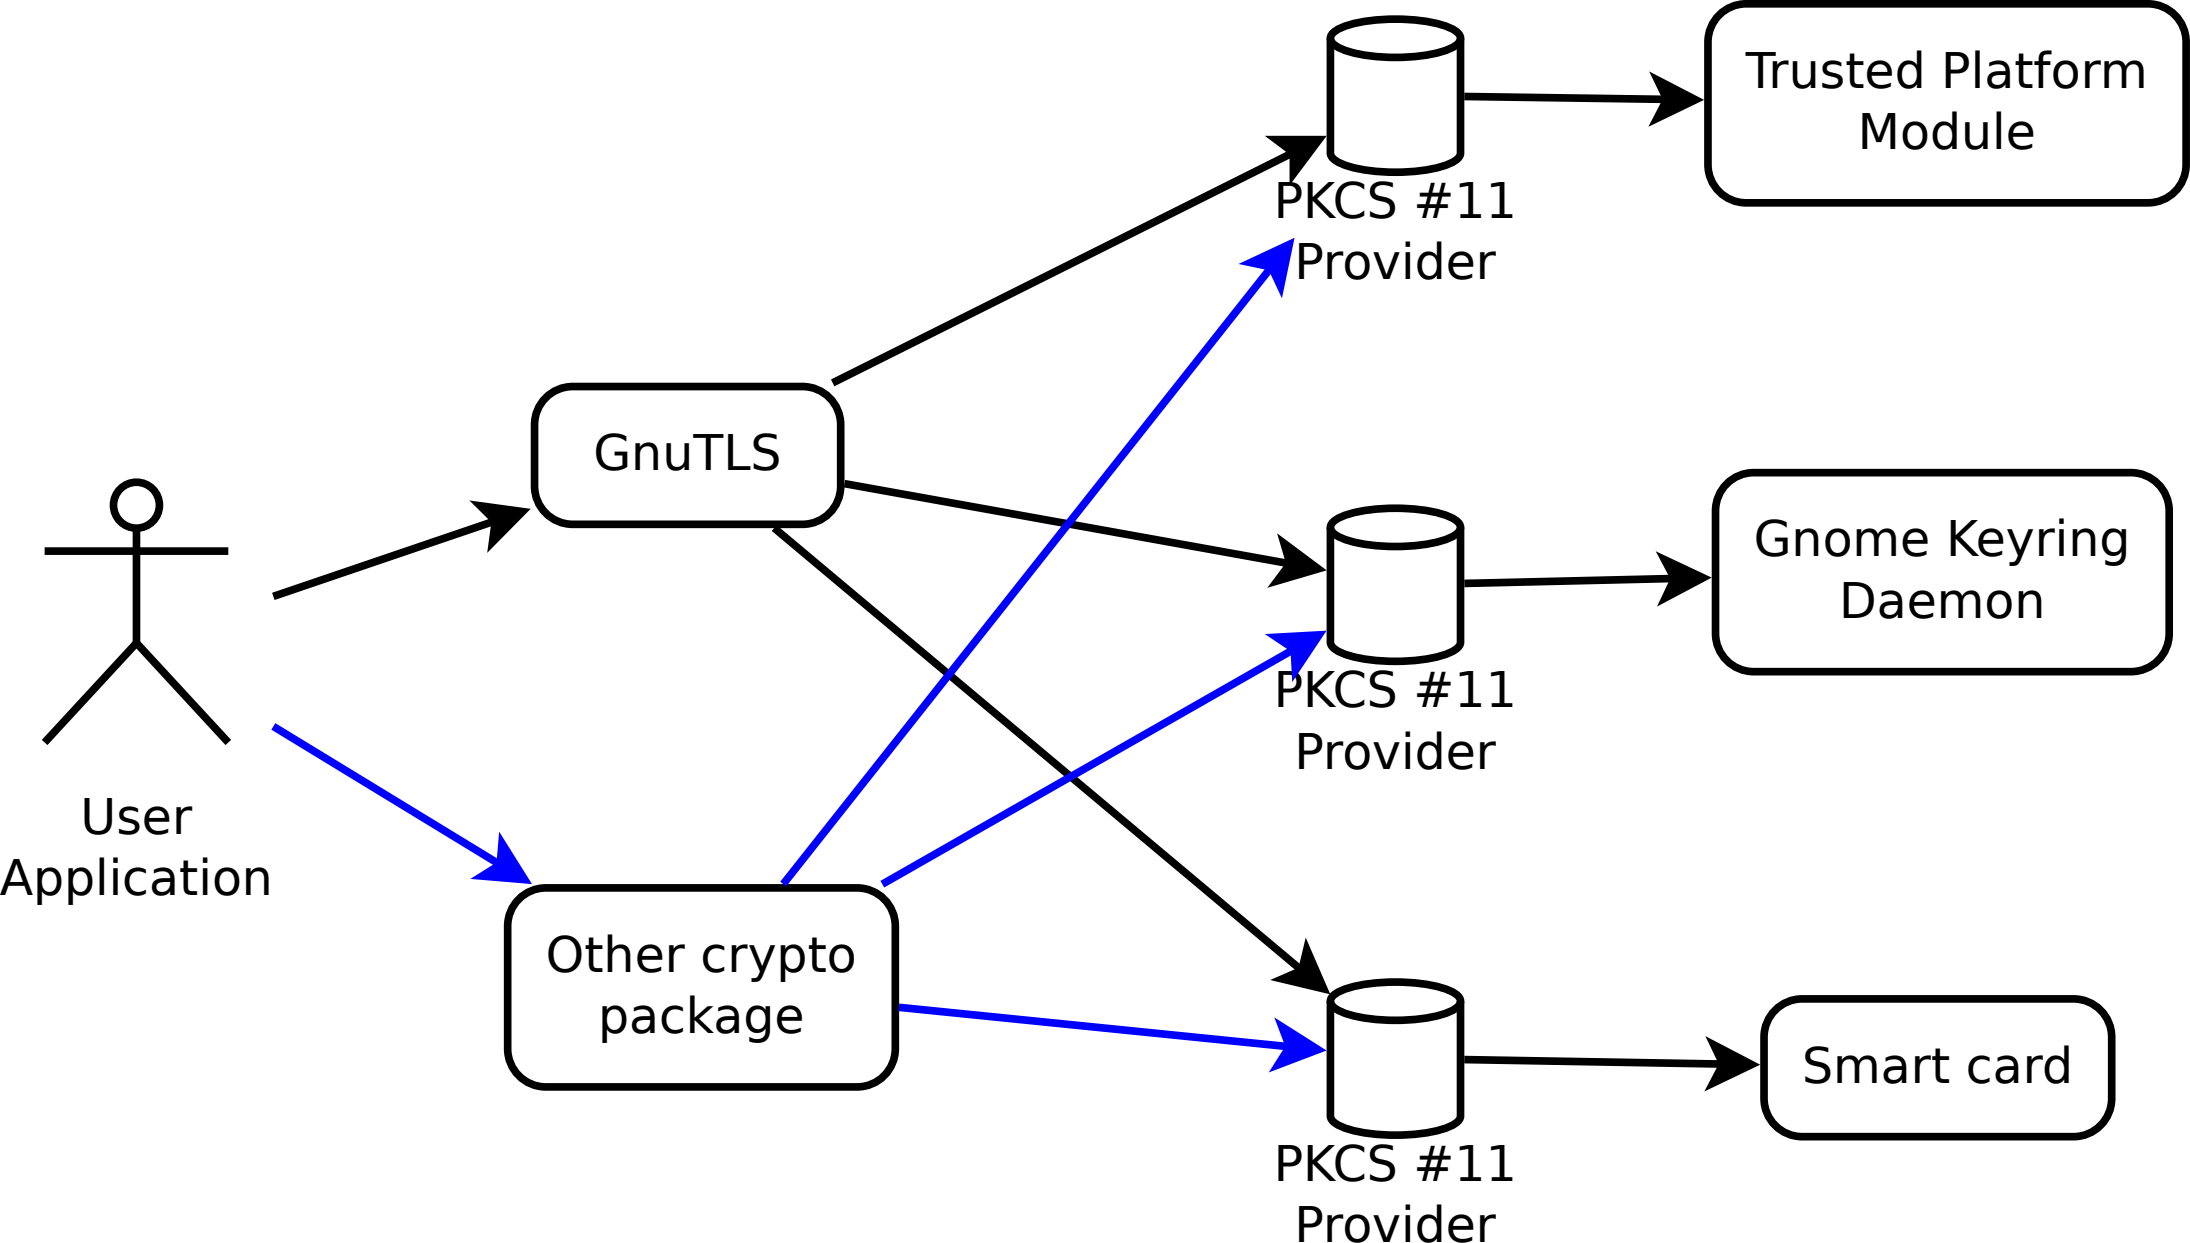 Trusted Platform
Module
PKCS #11
Provider
GnuTLS
Gnome Keyring
Daemon
PKCS #11
Provider
User
Application
Other crypto
package
Smart card
PKCS #11
Provider